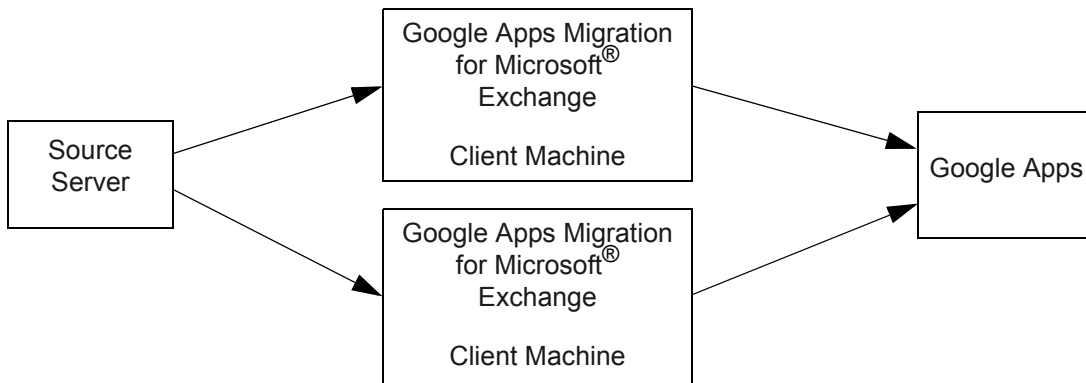 Source
Server
Google Apps Migration
for Microsoft®
Exchange
Client Machine
Google Apps Migration
for Microsoft®
Exchange
Client Machine
Google Apps